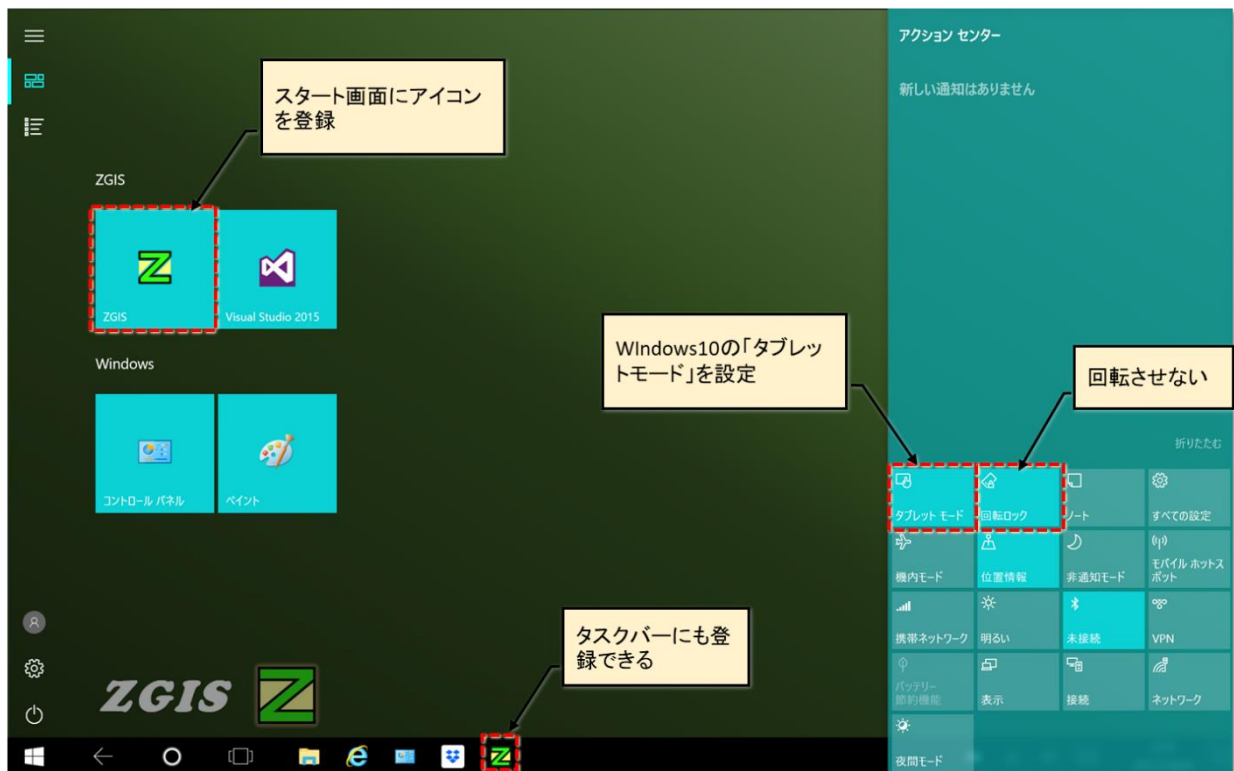 アクション センター
新しい通知はありません
スタート画面にアイコン
を登録
ZGIS
ZGIS
Visual Studio 2015
WIndows10の「タブレッ
トモード」を設定
回転させない
Windows
コントロール パネル
ペイント
折りたたむ
タブレット モード
回転ロック
ノート
すべての設定
機内モード
位置情報
非通知モード
モバイル ホットス
ポット
携帯ネットワーク
明るい
未接続
VPN
バッテリー
節約機能
表示
接続
ネットワーク
夜間モード
タスクバーにも登
録できる
ZGIS